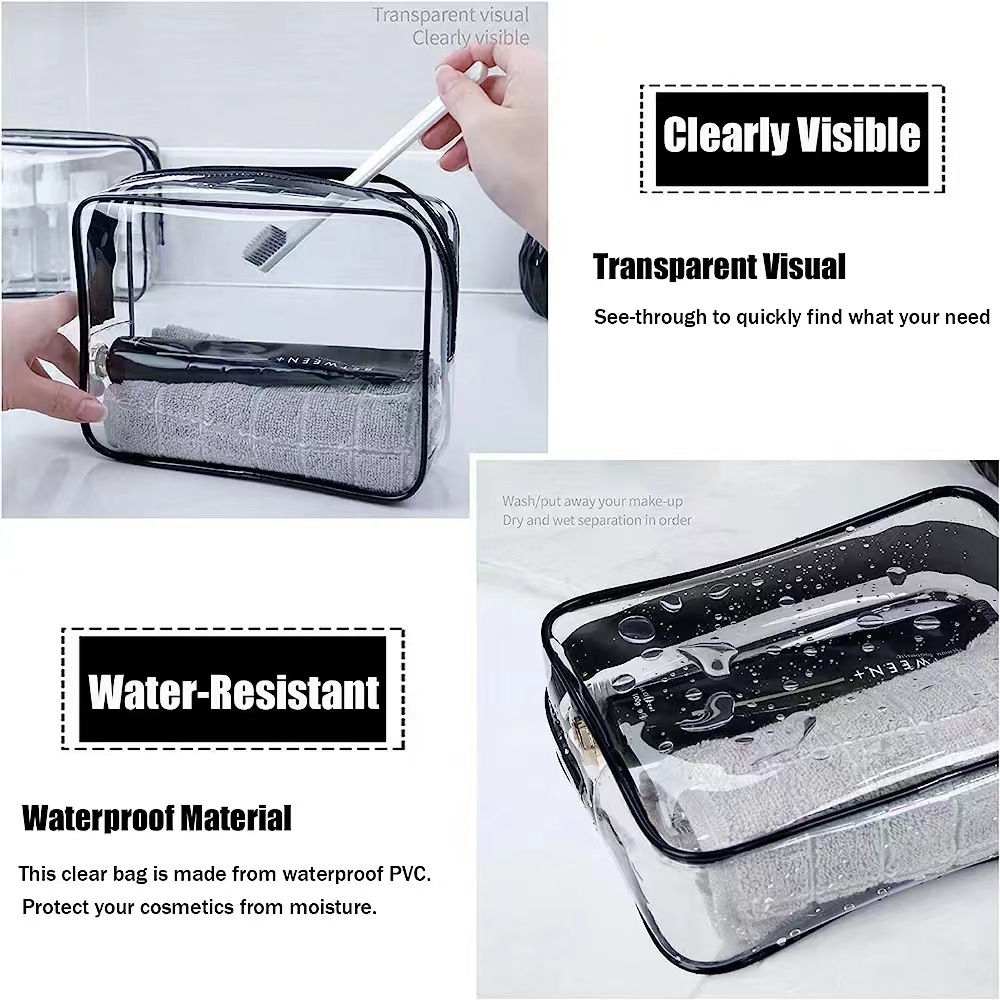 Transparent visual
Clearly visible
Clearly Visible
Transparent Visual
See-through to quickly find what your need
BETWEEN+
Wash/put away your make-up
Dry and wet separation in order
Water-Resistant
WEEN+
Waterproof Material
This clear bag is made from waterproof PVC.
Protect your cosmetics from moisture.